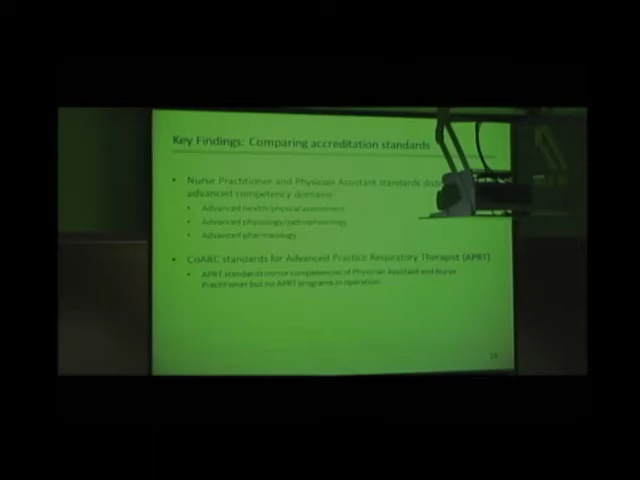 Key Findings: Comparing accreditation standards
• Nurse Practitioner and Physician Assistant standards
advanced competency domains:
• Advanced health/physical assessment
• Advanced physiology/pathophysiology
• Advanced pharmacology
• CoARC standards for Advanced Practice Respiratory Therapist (APRT)
• APRT standards competencies of Physician Assistant and Nurse
Practitioner but no APRT programs in operation